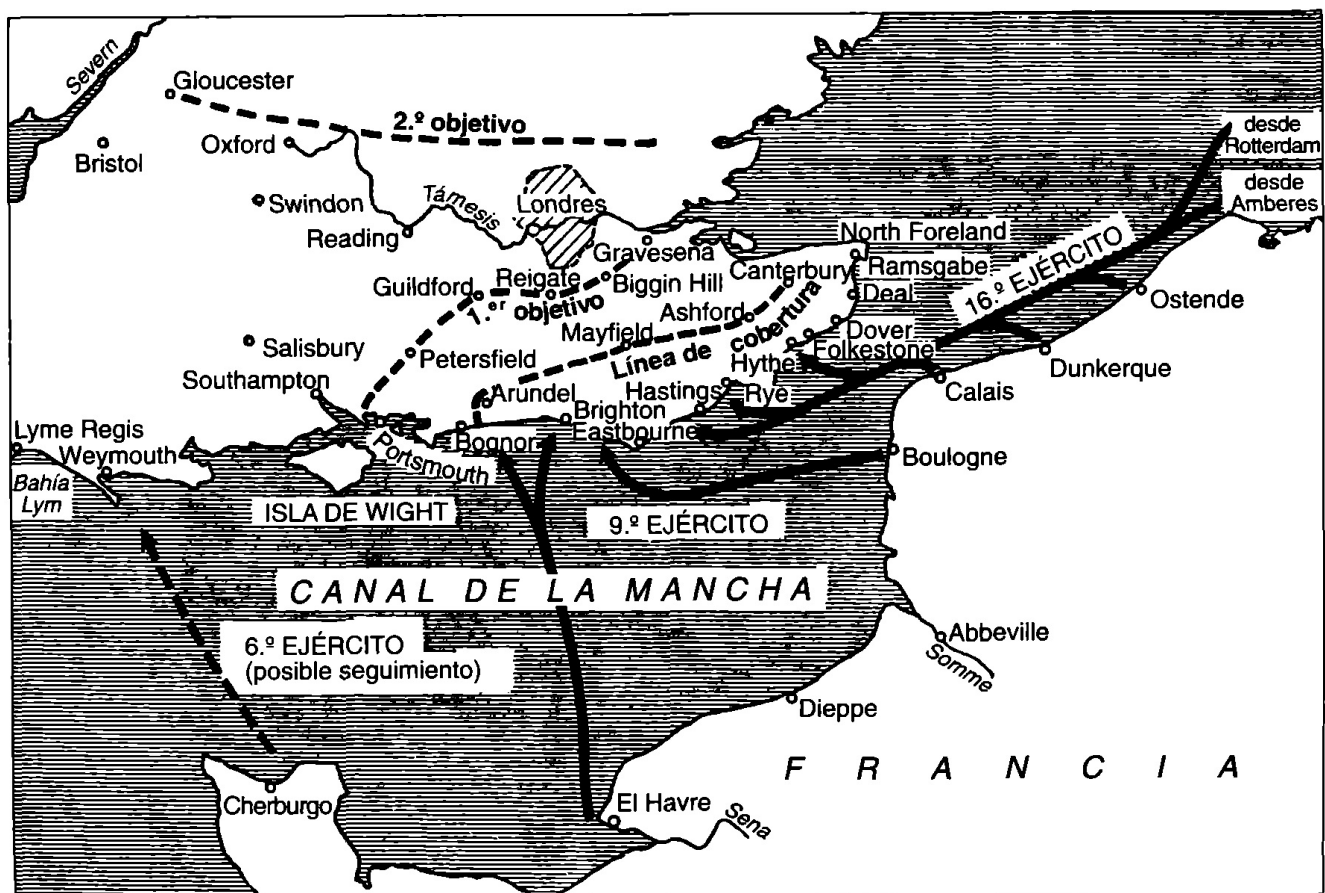 Severn
Gloucester
2.º objetivo
Oxford
Bristol
desde
Rotterdam
desde
Amberes
Swindon
Támesis
Londres
Reading
Gravesena
North Foreland
16.º EJÉRCITO
Canterbury
Ramsgabe
Guildford
Reigate
Biggin Hill
Deal
Ostende
1.er objetivo
Ashford
Mayfield
Línea de cobertura
Dover
Folkestone
Hythe
Salisbury
Petersfield
Dunkerque
Southampton
Arundel
Hastings
Rye
Calais
Brighton
Eastbourne
Bognor
Portsmouth
Lyme Regis
Weymouth
Bahía
Lym
Boulogne
ISLA DE WIGHT
9.º EJÉRCITO
CANAL DE LA MANCHA
6.º EJÉRCITO
(posible seguimiento)
Abbeville
Somme
Dieppe
FRANCIA
Cherburgo
El Havre
Sena